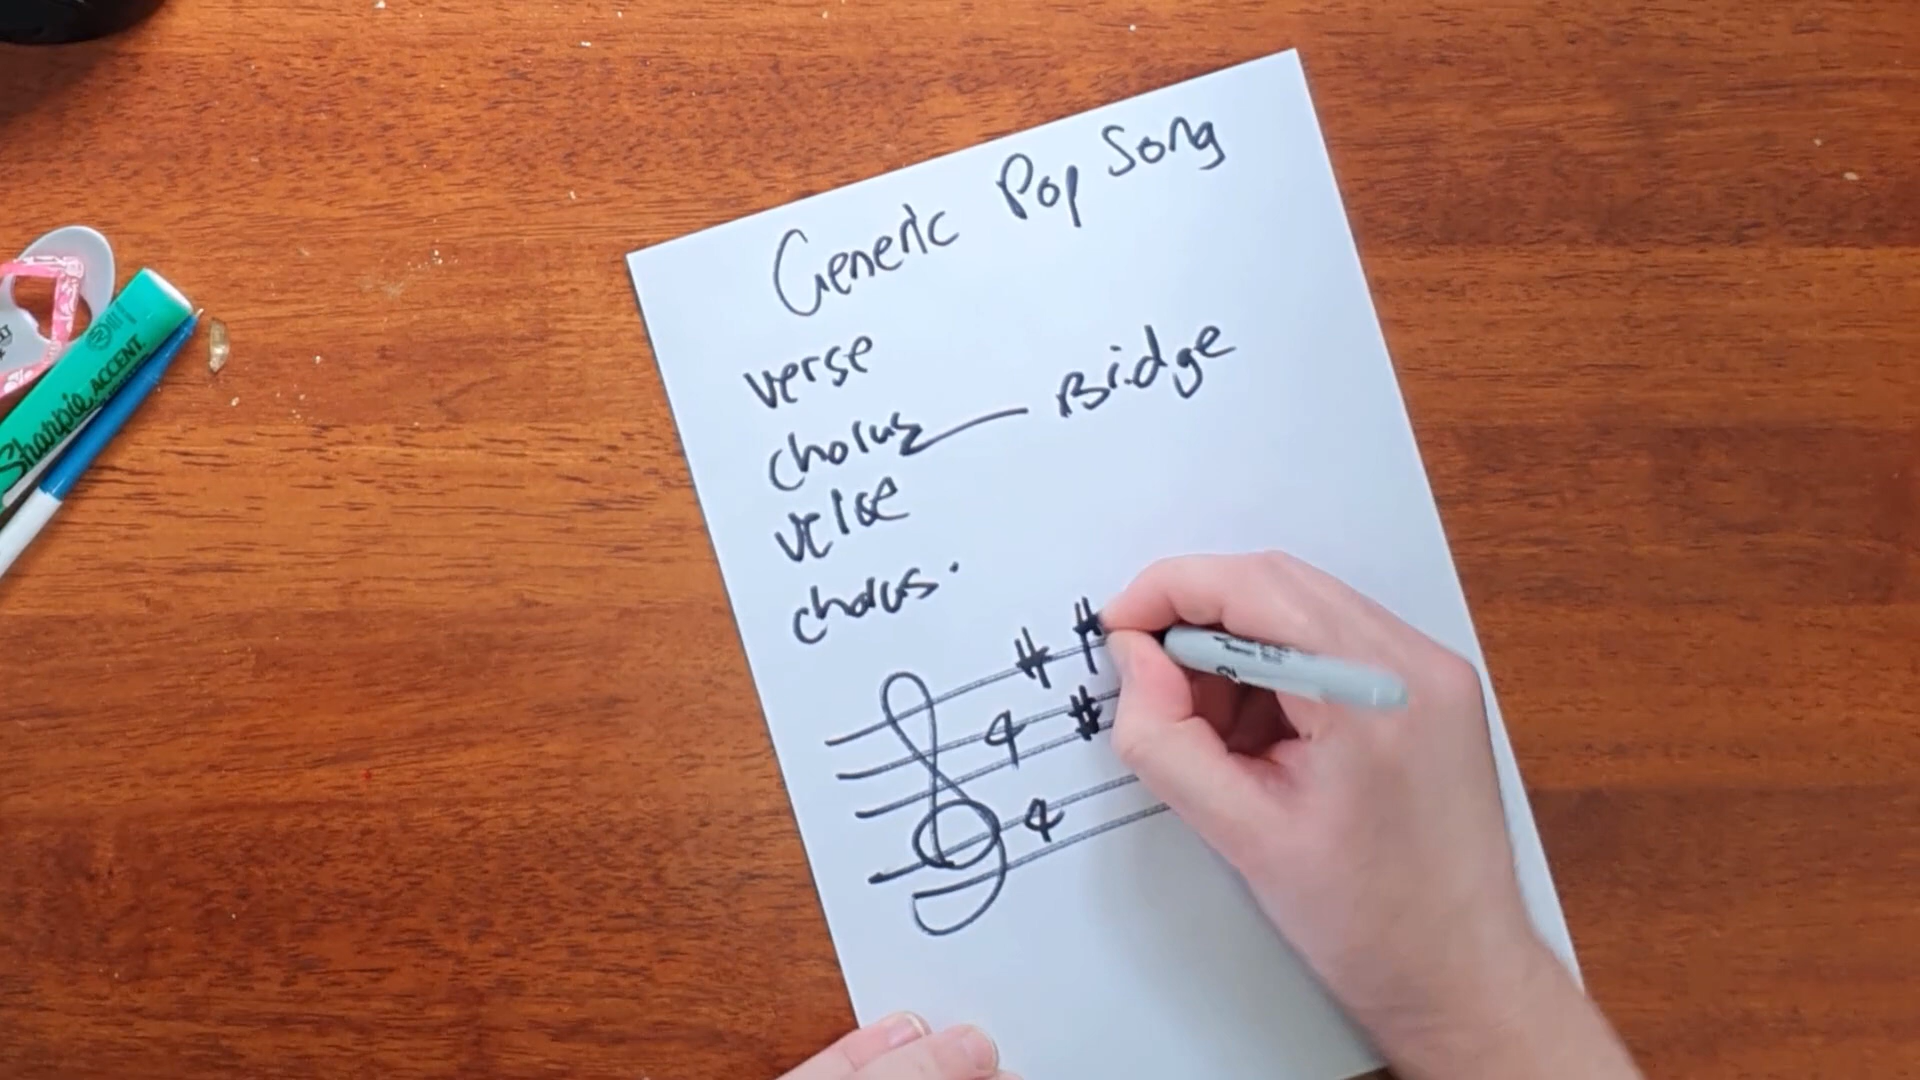 Generic Pop Song
verse
chorus — Bridge
verse
chorus.
4
4
Sharpie ACCENT